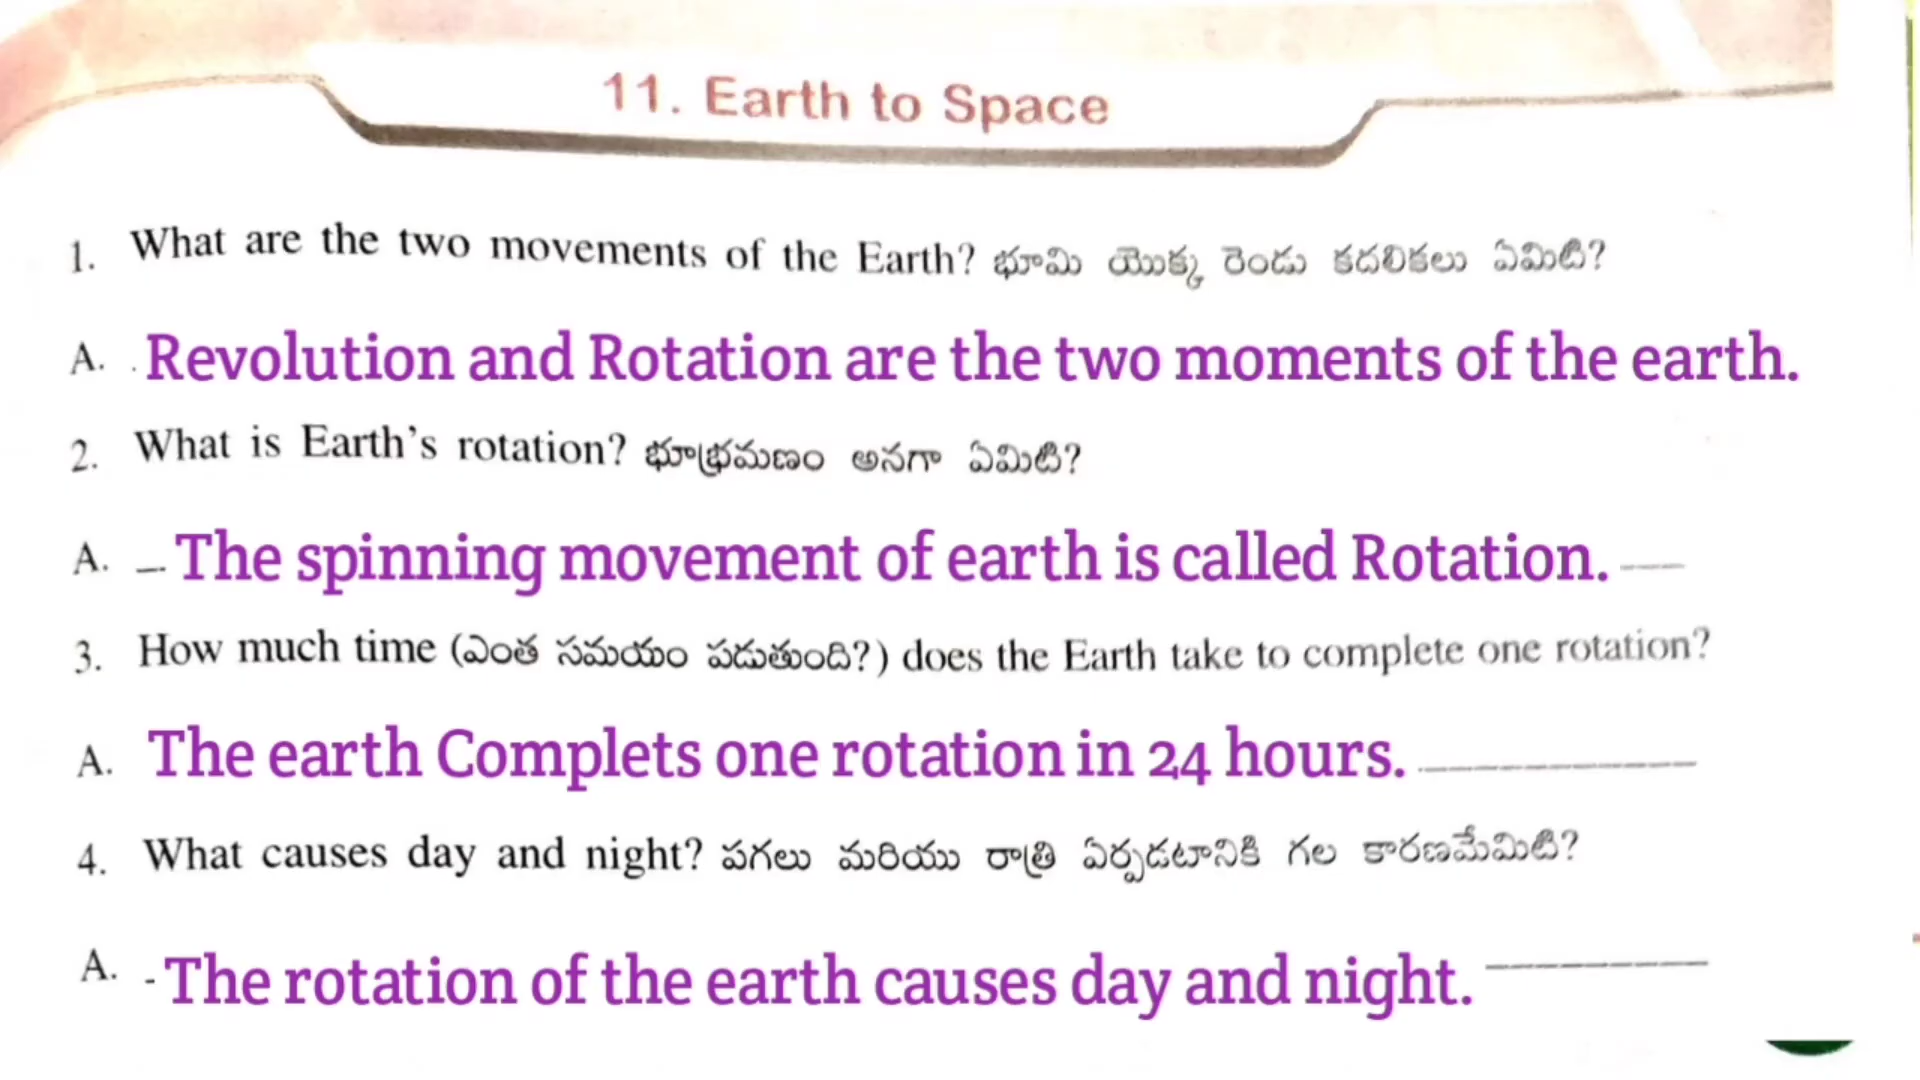 11. Earth to Space
1. What are the two movements of the Earth? భూమి యొక్క రెండు కదలికలు ఏమిటి?
A. Revolution and Rotation are the two moments of the earth.
2. What is Earth's rotation? భూభ్రమణం అనగా ఏమిటి?
A. The spinning movement of earth is called Rotation.
3. How much time (ఎంత సమయం పడుతుంది?) does the Earth take to complete one rotation?
A. The earth Complets one rotation in 24 hours.
4. What causes day and night? పగలు మరియు రాత్రి ఏర్పడటానికి గల కారణమేమిటి?
A. The rotation of the earth causes day and night.